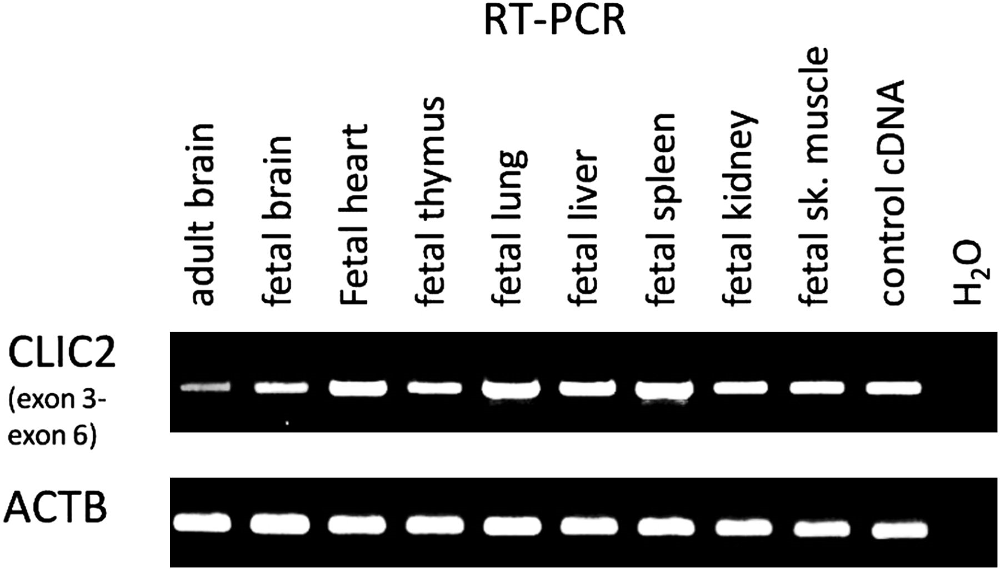 RT-PCR
adult brain
fetal brain
Fetal heart
fetal thymus
fetal lung
fetal liver
fetal spleen
fetal kidney
fetal sk. muscle
control cDNA
H₂O
CLIC2
(exon 3-
exon 6)
ACTB